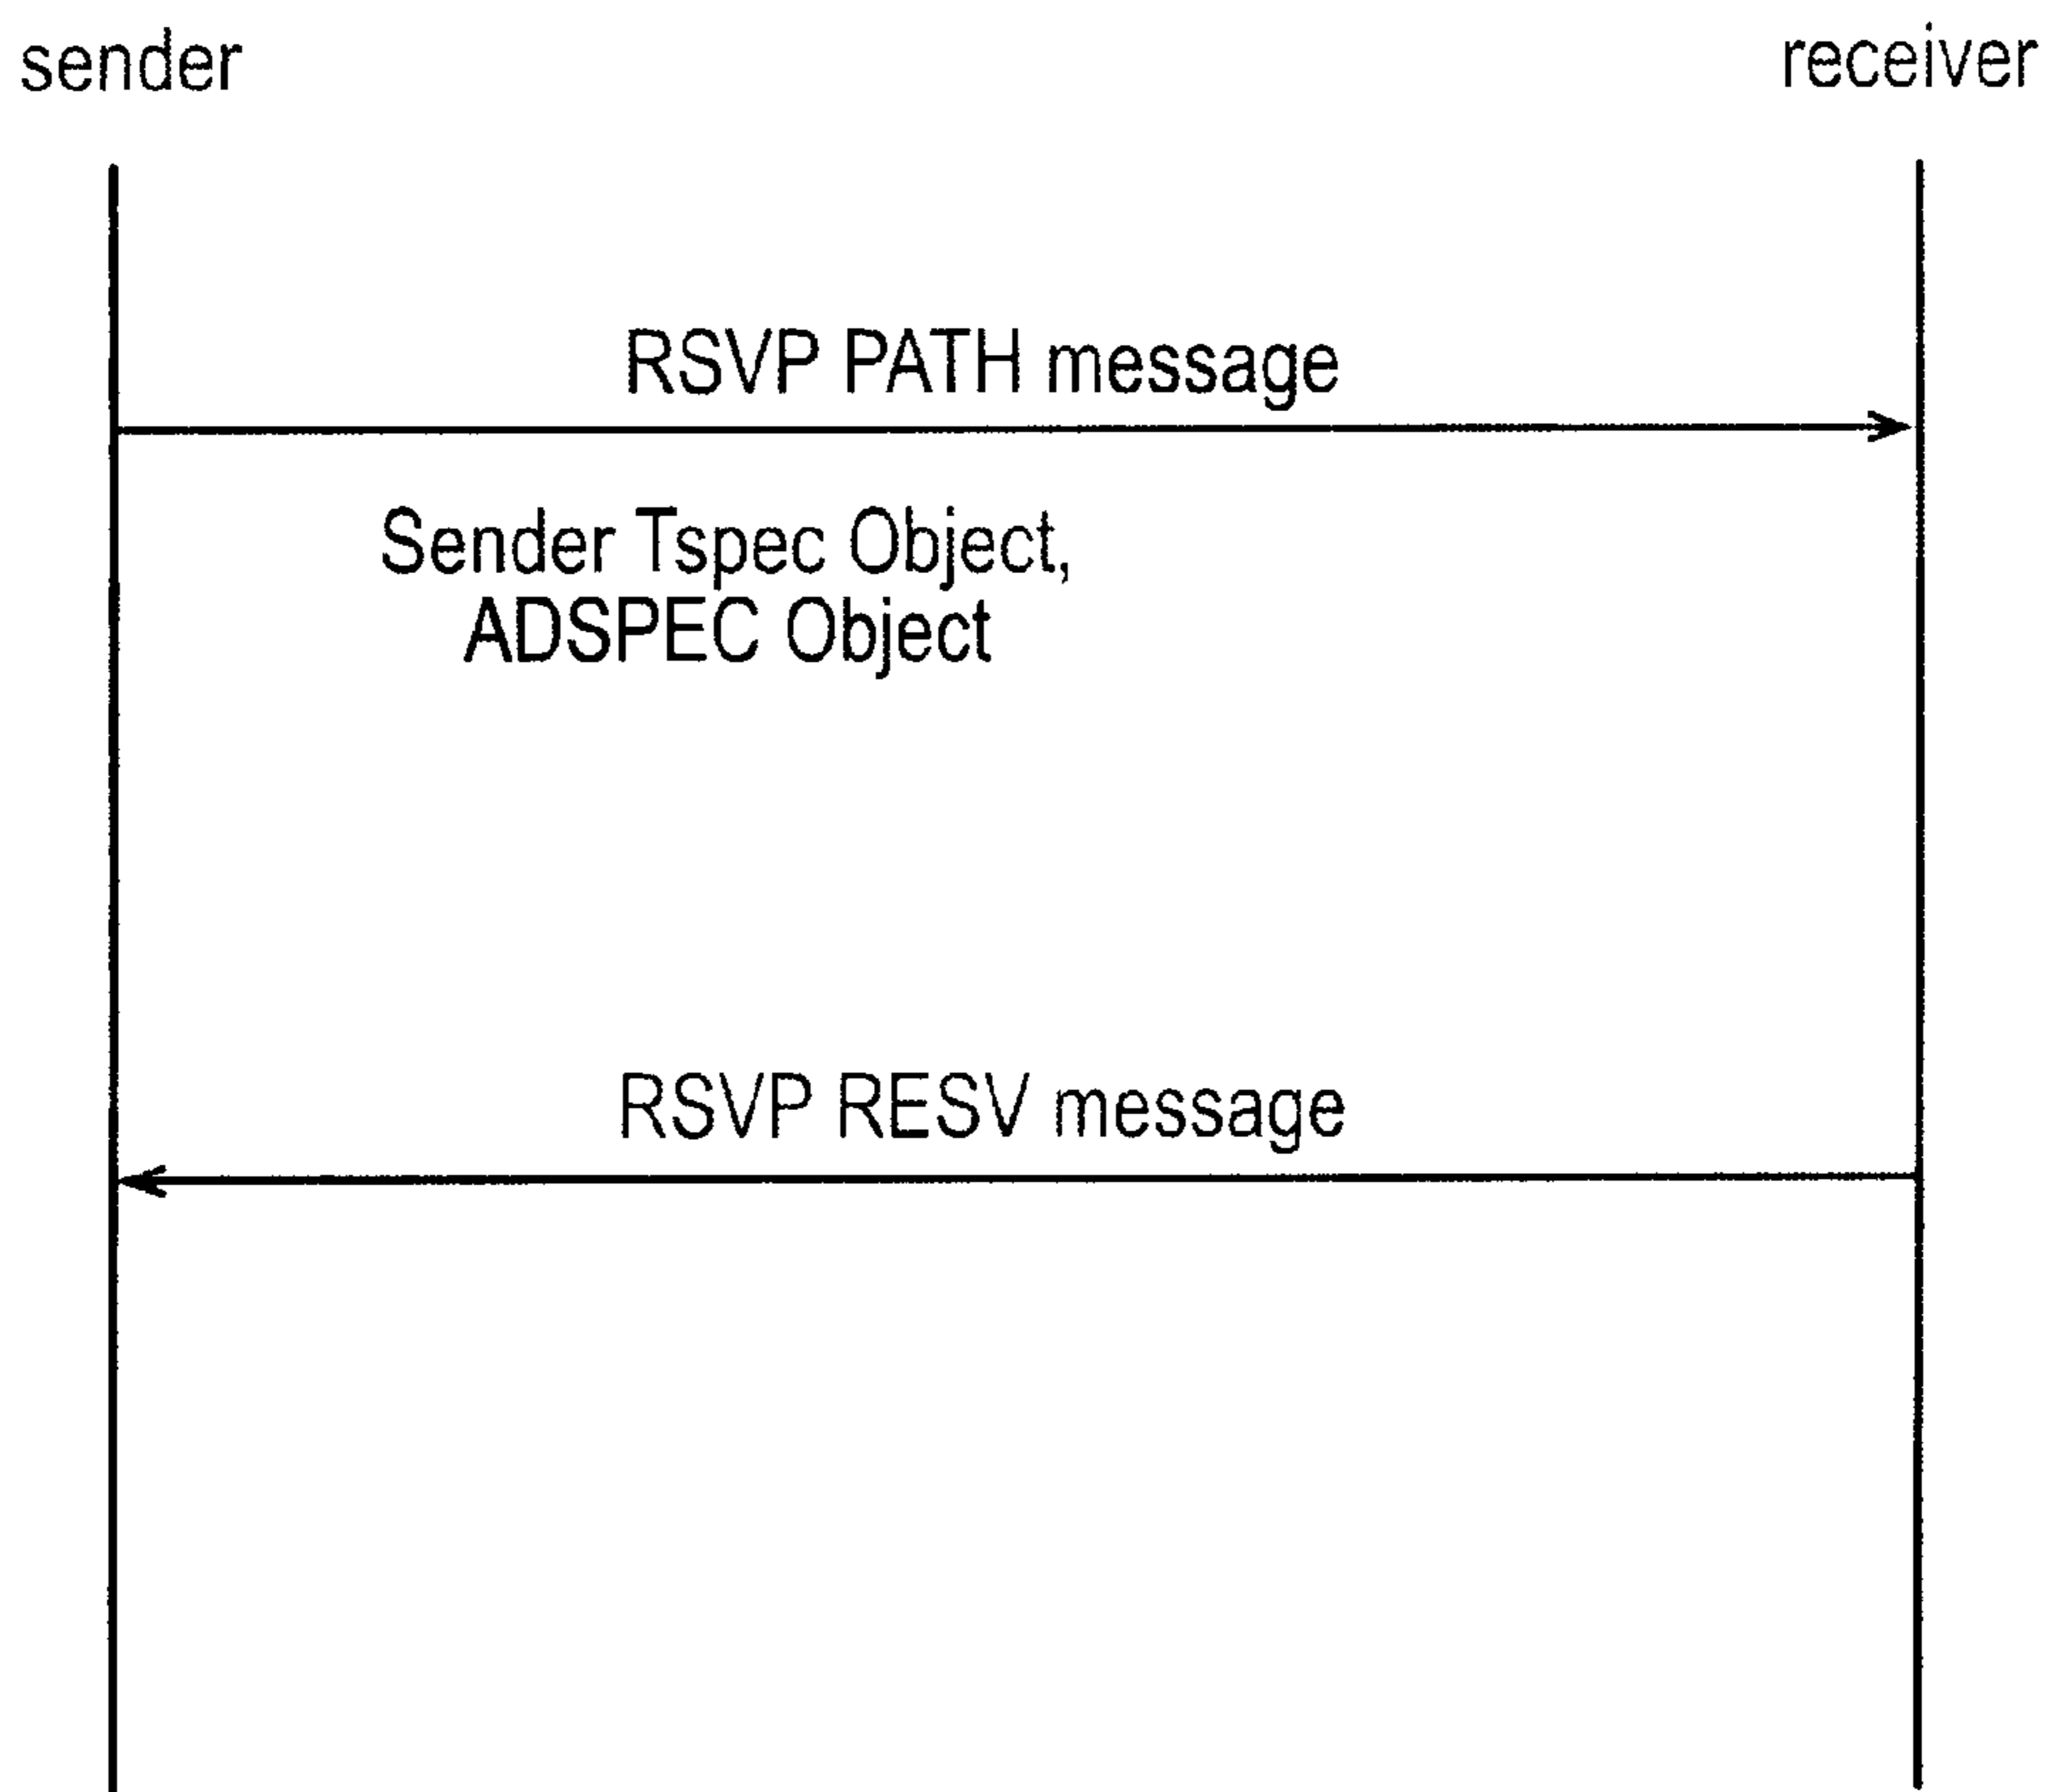 sender
receiver
RSVP PATH message
Sender Tspec Object,
ADSPEC Object
RSVP RESV message